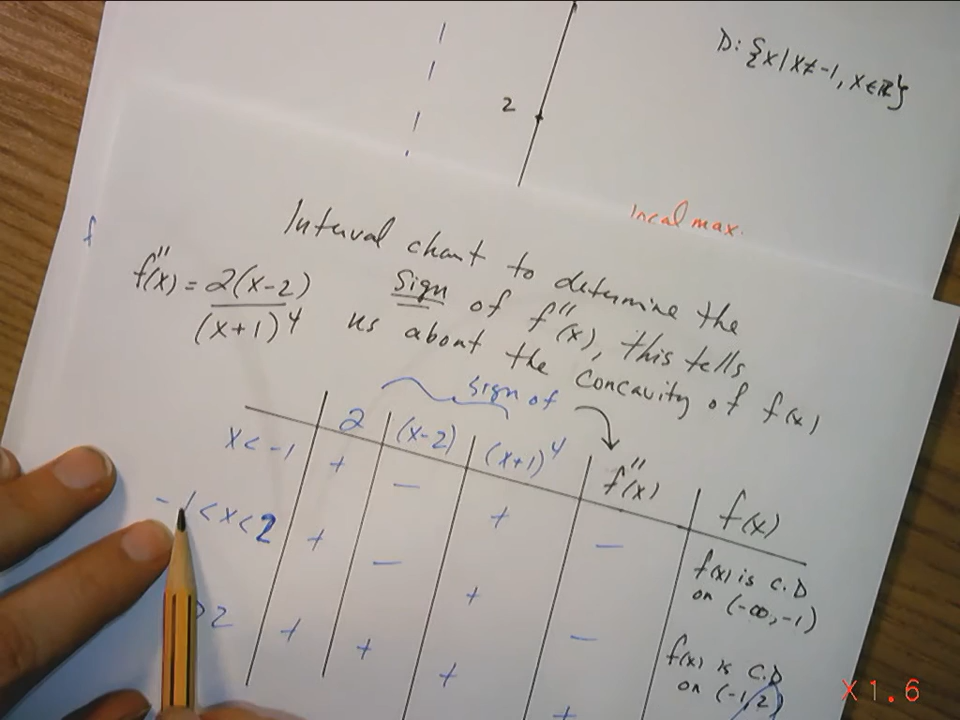 D: {x | x ≠ -1, x ∈ ℝ}
2
local max.
f
Interval chart to determine the
f''(x) = 2(x-2) / (x+1)^4 Sign of f''(x), this tells
us about the concavity of f(x)
sign of
2 (x-2) (x+1)^4 f''(x) f(x)
x < -1 + - + - f(x) is C.D
on (-∞, -1)
-1 < x < 2 + - + - f(x) is C.D
on (-1, 2)
> 2 + + + +
X1.6